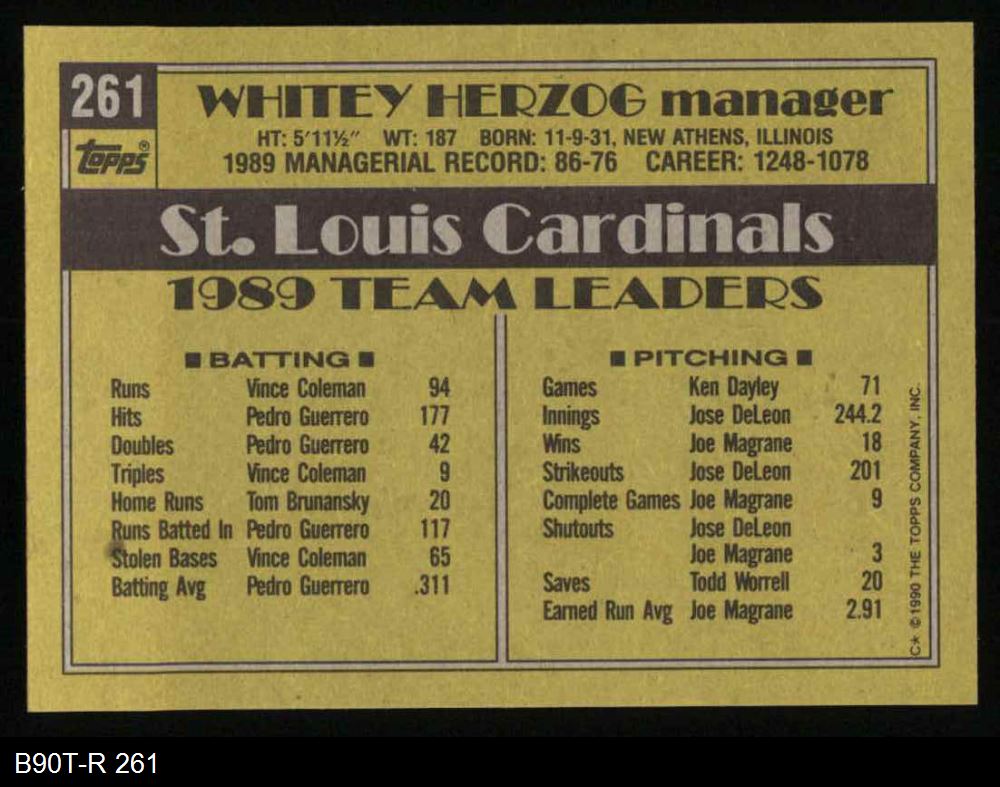 261
topps®
WHITEY HERZOG manager
HT: 5'11½" WT: 187 BORN: 11-9-31, NEW ATHENS, ILLINOIS
1989 MANAGERIAL RECORD: 86-76 CAREER: 1248-1078
St. Louis Cardinals
1989 TEAM LEADERS
■ BATTING ■
Runs Vince Coleman 94
Hits Pedro Guerrero 177
Doubles Pedro Guerrero 42
Triples Vince Coleman 9
Home Runs Tom Brunansky 20
Runs Batted In Pedro Guerrero 117
Stolen Bases Vince Coleman 65
Batting Avg Pedro Guerrero .311
■ PITCHING ■
Games Ken Dayley 71
Innings Jose DeLeon 244.2
Wins Joe Magrane 18
Strikeouts Jose DeLeon 201
Complete Games Joe Magrane 9
Shutouts Jose DeLeon
Joe Magrane 3
Saves Todd Worrell 20
Earned Run Avg Joe Magrane 2.91
C* ©1990 THE TOPPS COMPANY, INC.
B90T-R 261